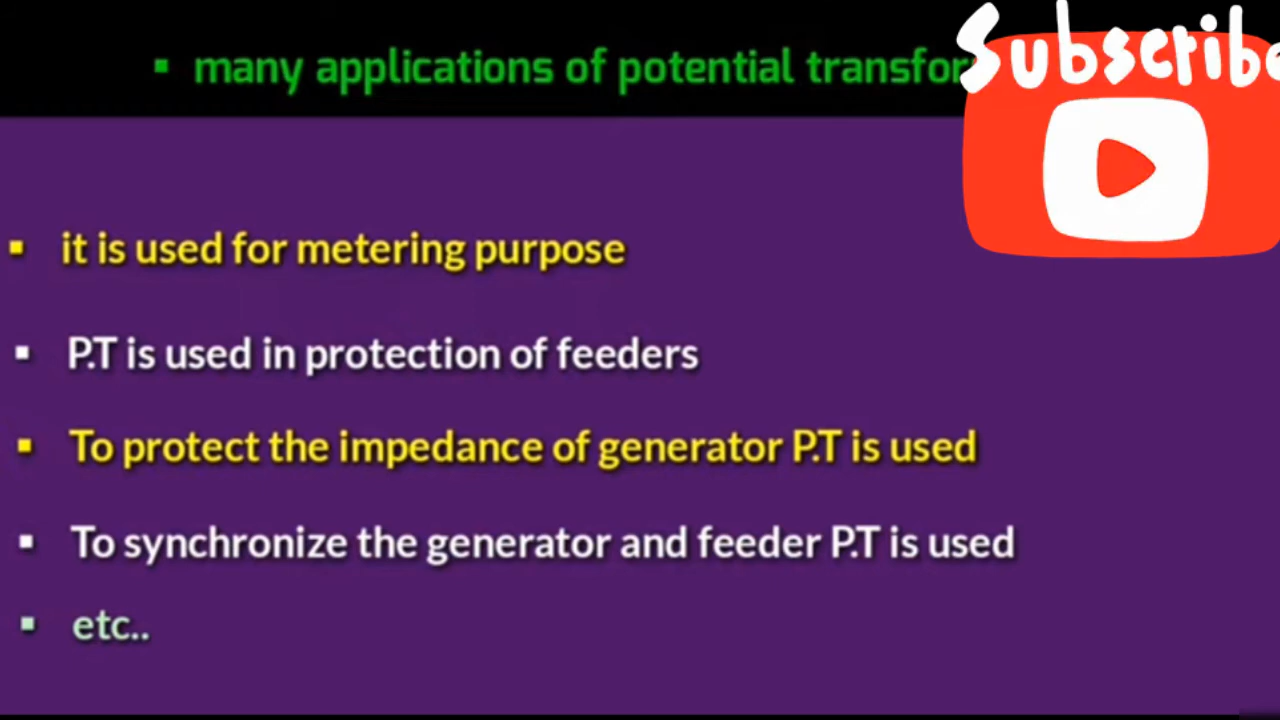 ▪ many applications of potential transfor
Subscribe
▪ it is used for metering purpose
▪ P.T is used in protection of feeders
▪ To protect the impedance of generator P.T is used
▪ To synchronize the generator and feeder P.T is used
▪ etc..